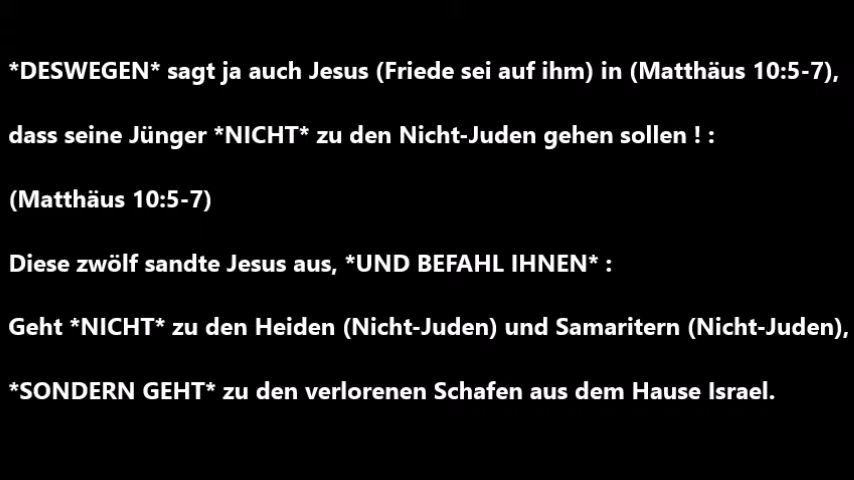 *DESWEGEN* sagt ja auch Jesus (Friede sei auf ihm) in (Matthäus 10:5-7),
dass seine Jünger *NICHT* zu den Nicht-Juden gehen sollen ! :
(Matthäus 10:5-7)
Diese zwölf sandte Jesus aus, *UND BEFAHL IHNEN* :
Geht *NICHT* zu den Heiden (Nicht-Juden) und Samaritern (Nicht-Juden),
*SONDERN GEHT* zu den verlorenen Schafen aus dem Hause Israel.